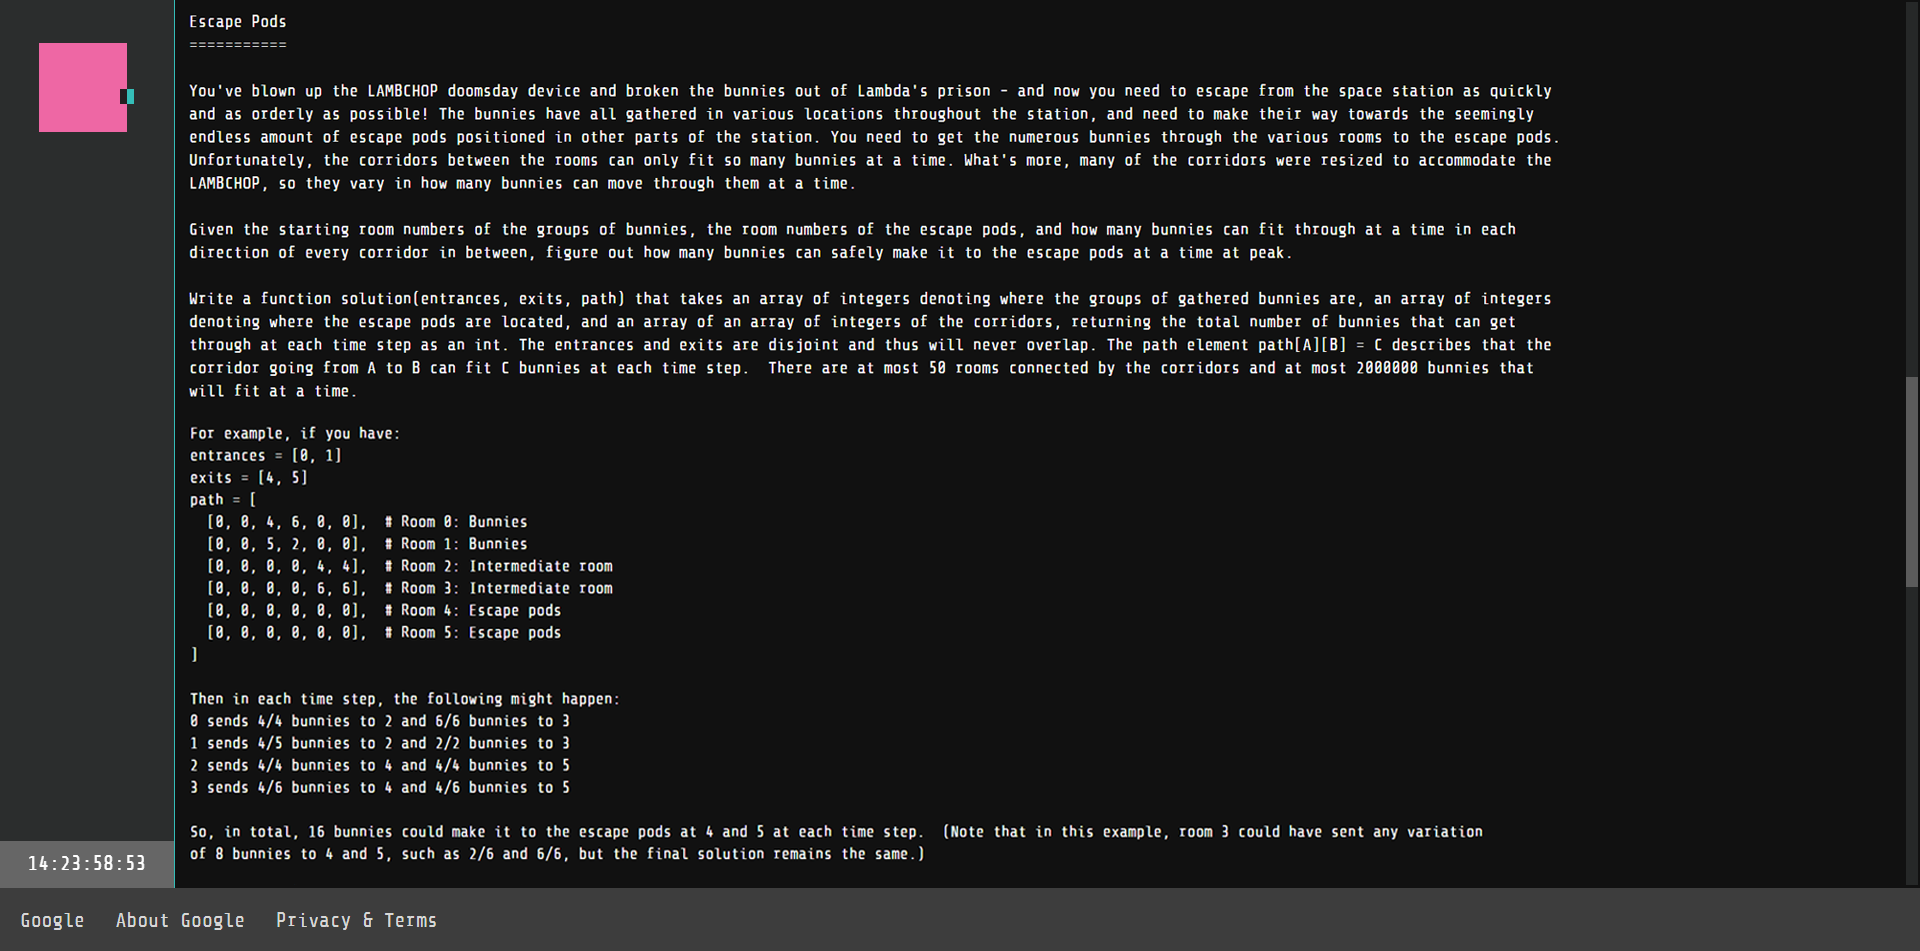 Escape Pods
===========
You've blown up the LAMBCHOP doomsday device and broken the bunnies out of Lambda's prison - and now you need to escape from the space station as quickly
and as orderly as possible! The bunnies have all gathered in various locations throughout the station, and need to make their way towards the seemingly
endless amount of escape pods positioned in other parts of the station. You need to get the numerous bunnies through the various rooms to the escape pods.
Unfortunately, the corridors between the rooms can only fit so many bunnies at a time. What's more, many of the corridors were resized to accommodate the
LAMBCHOP, so they vary in how many bunnies can move through them at a time.
Given the starting room numbers of the groups of bunnies, the room numbers of the escape pods, and how many bunnies can fit through at a time in each
direction of every corridor in between, figure out how many bunnies can safely make it to the escape pods at a time at peak.
Write a function solution(entrances, exits, path) that takes an array of integers denoting where the groups of gathered bunnies are, an array of integers
denoting where the escape pods are located, and an array of an array of integers of the corridors, returning the total number of bunnies that can get
through at each time step as an int. The entrances and exits are disjoint and thus will never overlap. The path element path[A][B] = C describes that the
corridor going from A to B can fit C bunnies at each time step.  There are at most 50 rooms connected by the corridors and at most 2000000 bunnies that
will fit at a time.
For example, if you have:
entrances = [0, 1]
exits = [4, 5]
path = [
  [0, 0, 4, 6, 0, 0],  # Room 0: Bunnies
  [0, 0, 5, 2, 0, 0],  # Room 1: Bunnies
  [0, 0, 0, 0, 4, 4],  # Room 2: Intermediate room
  [0, 0, 0, 0, 6, 6],  # Room 3: Intermediate room
  [0, 0, 0, 0, 0, 0],  # Room 4: Escape pods
  [0, 0, 0, 0, 0, 0],  # Room 5: Escape pods
]
Then in each time step, the following might happen:
0 sends 4/4 bunnies to 2 and 6/6 bunnies to 3
1 sends 4/5 bunnies to 2 and 2/2 bunnies to 3
2 sends 4/4 bunnies to 4 and 4/4 bunnies to 5
3 sends 4/6 bunnies to 4 and 4/6 bunnies to 5
So, in total, 16 bunnies could make it to the escape pods at 4 and 5 at each time step.  (Note that in this example, room 3 could have sent any variation
of 8 bunnies to 4 and 5, such as 2/6 and 6/6, but the final solution remains the same.)
14:23:58:53
Google About Google Privacy & Terms